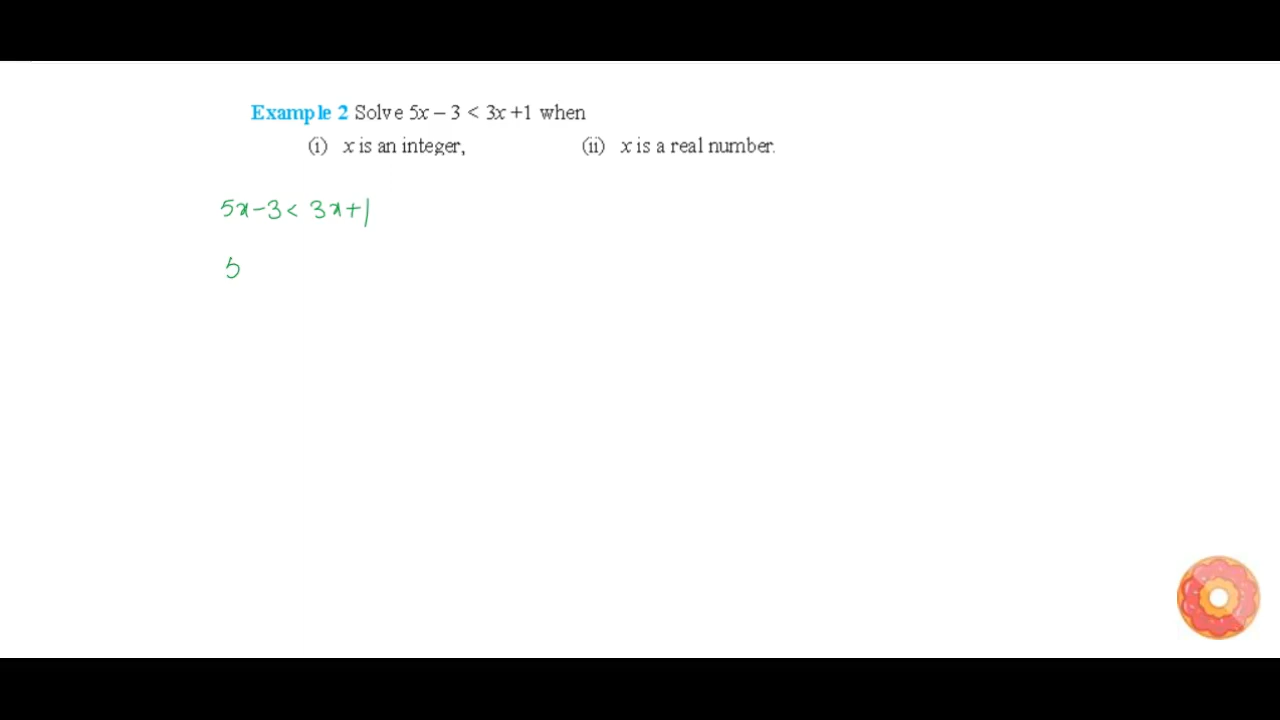 Example 2 Solve 5x – 3 < 3x +1 when
(i) x is an integer, (ii) x is a real number.
5x-3< 3x+1
5